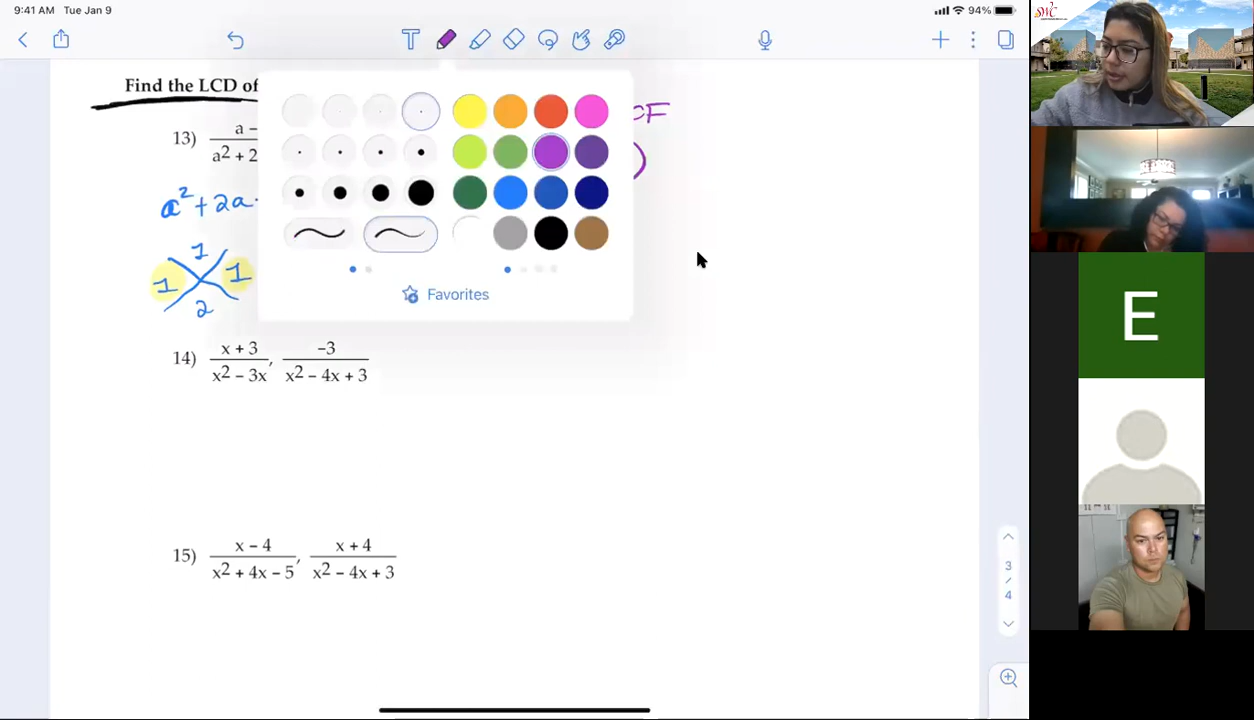 9:41 AM Tue Jan 9
94%
SWC
T
Find the LCD of
OF
13) a –
a2 + 2
)
a² + 2a
1
1 1
2
Favorites
14) x + 3 , –3
x2 – 3x x2 – 4x + 3
E
15) x – 4 , x + 4
x2 + 4x – 5 x2 – 4x + 3
3
/
4